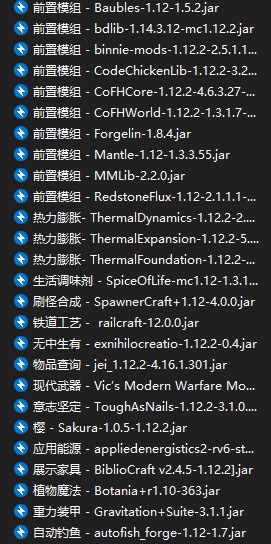 前置模组 - Baubles-1.12-1.5.2.jar
前置模组 - bdlib-1.14.3.12-mc1.12.2.jar
前置模组 - binnie-mods-1.12.2-2.5.1.1...
前置模组 - CodeChickenLib-1.12.2-3.2...
前置模组 - CoFHCore-1.12.2-4.6.3.27-...
前置模组 - CoFHWorld-1.12.2-1.3.1.7-...
前置模组 - Forgelin-1.8.4.jar
前置模组 - Mantle-1.12-1.3.3.55.jar
前置模组 - MMLib-2.2.0.jar
前置模组 - RedstoneFlux-1.12-2.1.1.1-...
热力膨胀- ThermalDynamics-1.12.2-2....
热力膨胀- ThermalExpansion-1.12.2-5....
热力膨胀- ThermalFoundation-1.12.2-...
生活调味剂 - SpiceOfLife-mc1.12-1.3.1...
刷怪合成 - SpawnerCraft+1.12-4.0.0.jar
铁道工艺 -  railcraft-12.0.0.jar
无中生有 - exnihilocreatio-1.12.2-0.4.jar
物品查询 - jei_1.12.2-4.16.1.301.jar
现代武器 - Vic's Modern Warfare Mo...
意志坚定 - ToughAsNails-1.12.2-3.1.0....
樱 - Sakura-1.0.5-1.12.2.jar
应用能源 - appliedenergistics2-rv6-st...
展示家具 - BiblioCraft v2.4.5-1.12.2].jar
植物魔法 - Botania+r1.10-363.jar
重力装甲 - Gravitation+Suite-3.1.1.jar
自动钓鱼 - autofish_forge-1.12-1.7.jar